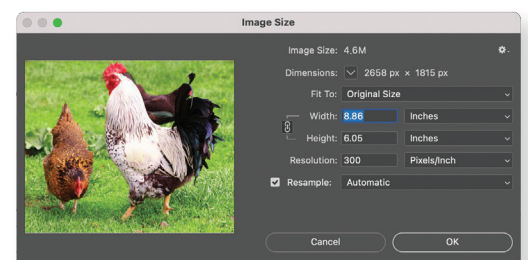 Image Size
Image Size: 4.6M
Dimensions: 2658 px × 1815 px
Fit To: Original Size
Width: 8.86 Inches
Height: 6.05 Inches
Resolution: 300 Pixels/Inch
Resample: Automatic
Cancel OK